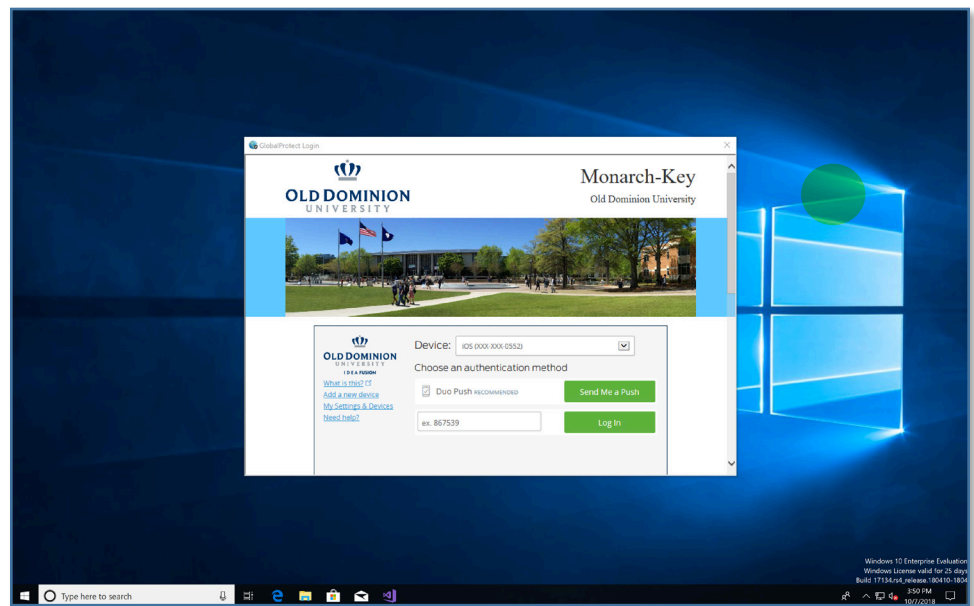 GlobalProtect Login
OLD DOMINION
UNIVERSITY
Monarch-Key
Old Dominion University
OLD DOMINION
UNIVERSITY
IDEA FUSION
What is this?
Add a new device
My Settings & Devices
Need help?
Device: iOS (XXX-XXX-0552)
Choose an authentication method
Duo Push RECOMMENDED Send Me a Push
ex. 867539 Log In
Windows 10 Enterprise Evaluation
Windows License valid for 25 days
Build 17134.rs4_release.180410-1804
Type here to search
3:50 PM
10/7/2018